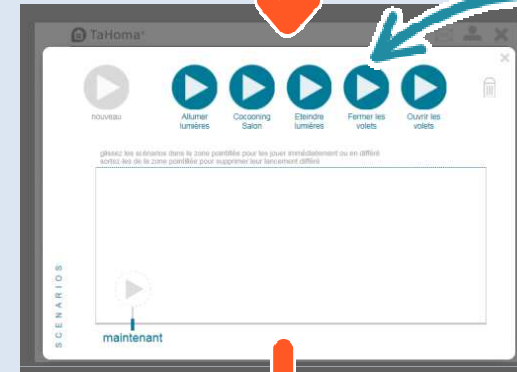 TaHoma
nouveau
Allumer
lumières
Cocooning
Salon
Eteindre
lumières
Fermer les
volets
Ouvrir les
volets
glissez les scénarios dans la zone pointillée pour les jouer immédiatement ou en différé
sortez-les de la zone pointillée pour supprimer leur lancement différé
SCENARIOS
maintenant